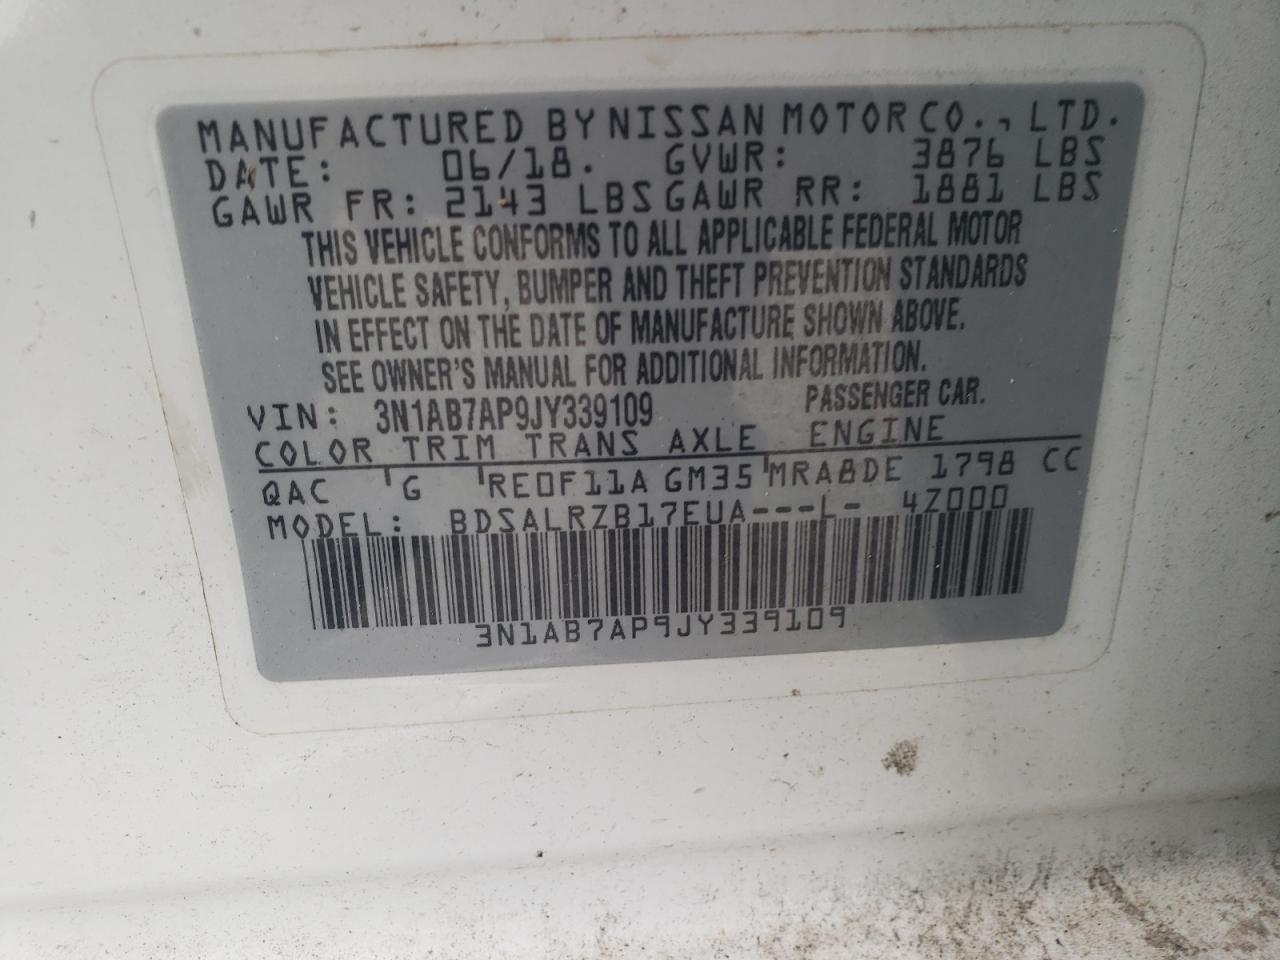 MANUFACTURED BY NISSAN MOTOR CO., LTD.
DATE: 06/18. GVWR: 3876 LBS
GAWR FR: 2143 LBS GAWR RR: 1881 LBS
THIS VEHICLE CONFORMS TO ALL APPLICABLE FEDERAL MOTOR
VEHICLE SAFETY, BUMPER AND THEFT PREVENTION STANDARDS
IN EFFECT ON THE DATE OF MANUFACTURE SHOWN ABOVE.
SEE OWNER'S MANUAL FOR ADDITIONAL INFORMATION.
VIN: 3N1AB7AP9JY339109 PASSENGER CAR.
COLOR TRIM TRANS AXLE ENGINE
QAC G RE0F11A GM35 MRA8DE 1798 CC
MODEL: BDSALRZB17EUA---L- 4Z000
3N1AB7AP9JY339109